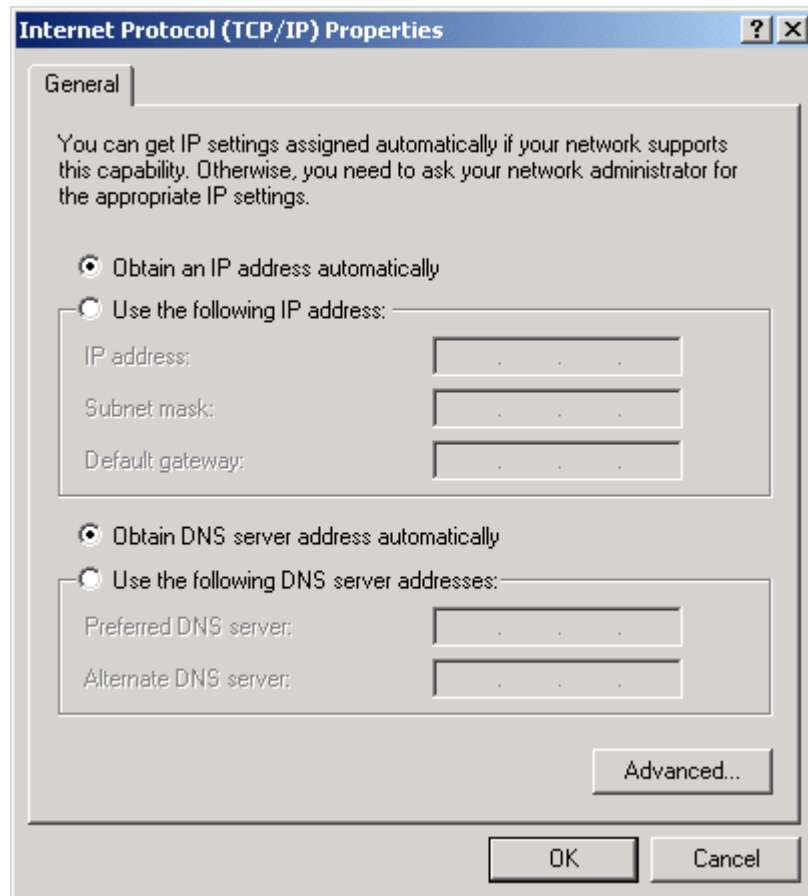 Internet Protocol (TCP/IP) Properties
General
You can get IP settings assigned automatically if your network supports
this capability. Otherwise, you need to ask your network administrator for
the appropriate IP settings.
Obtain an IP address automatically
Use the following IP address:
IP address:
Subnet mask:
Default gateway:
Obtain DNS server address automatically
Use the following DNS server addresses:
Preferred DNS server:
Alternate DNS server:
Advanced...
OK
Cancel